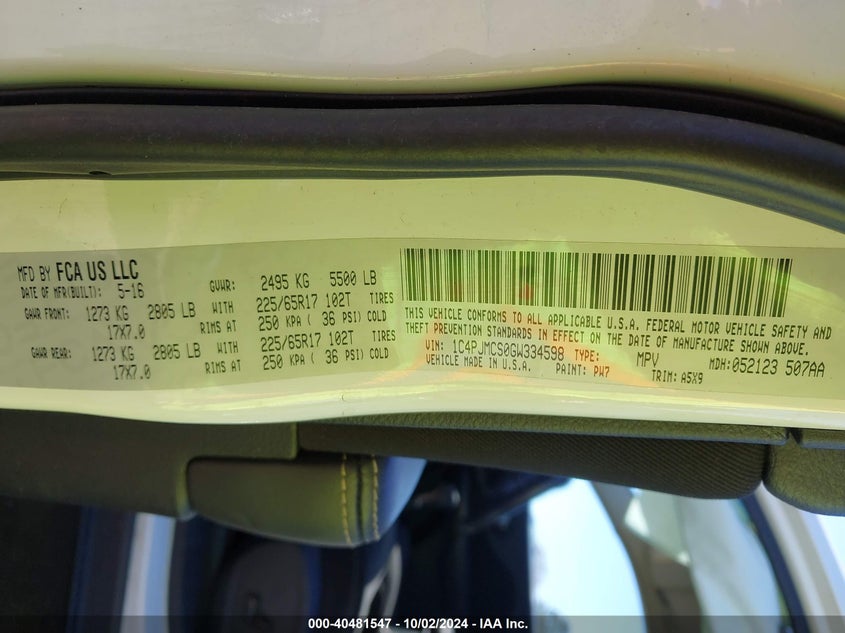 MFD BY FCA US LLC
DATE OF MFR(BUILT): 5-16 GVWR: 2495 KG 5500 LB
GAWR FRONT: 1273 KG 2805 LB WITH 225/65R17 102T TIRES
17X7.0 RIMS AT 250 KPA ( 36 PSI) COLD
GAWR REAR: 1273 KG 2805 LB WITH 225/65R17 102T TIRES
17X7.0 RIMS AT 250 KPA ( 36 PSI) COLD
THIS VEHICLE CONFORMS TO ALL APPLICABLE U.S.A. FEDERAL MOTOR VEHICLE SAFETY AND
THEFT PREVENTION STANDARDS IN EFFECT ON THE DATE OF MANUFACTURE SHOWN ABOVE.
VIN: 1C4PJMCS0GW334598 TYPE: MPV MDH: 052123 507AA
VEHICLE MADE IN U.S.A. PAINT: PW7 TRIM: A5X9
000-40481547 - 10/02/2024 - IAA Inc.